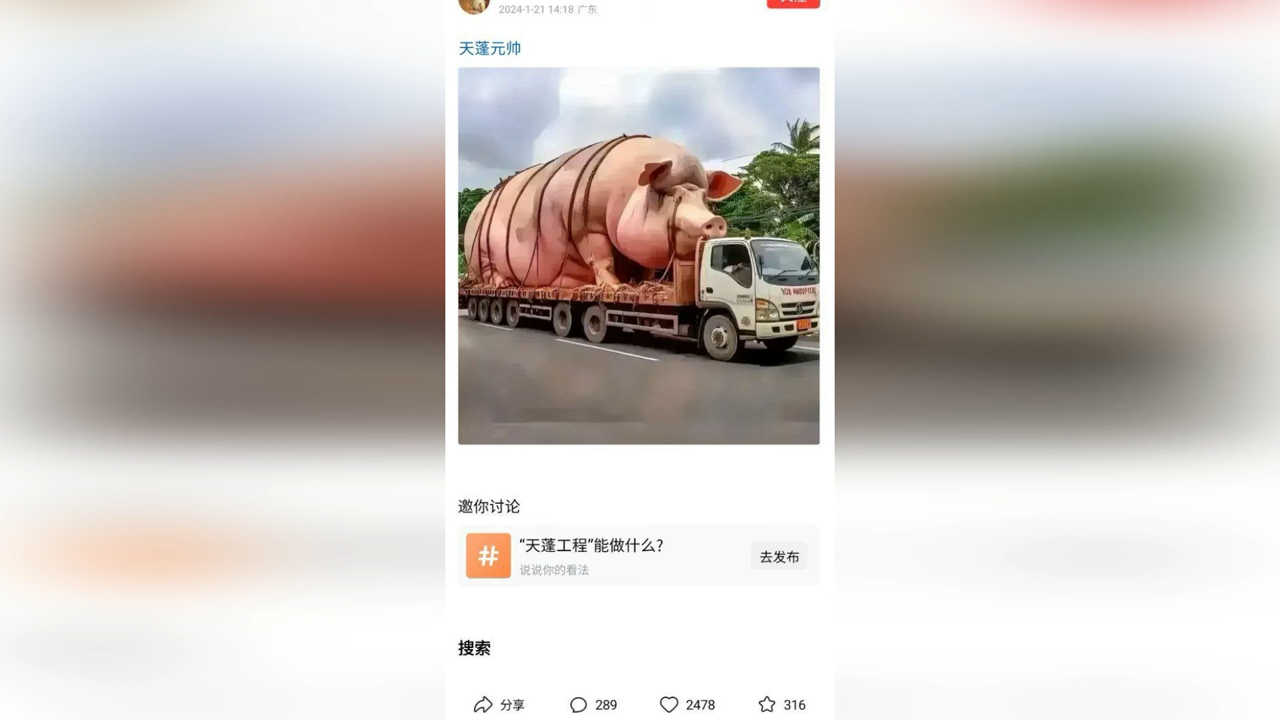 2024-1-21 14:18 广东
天蓬元帅
邀你讨论
#
“天蓬工程”能做什么?
说说你的看法
去发布
搜索
分享
289
2478
316